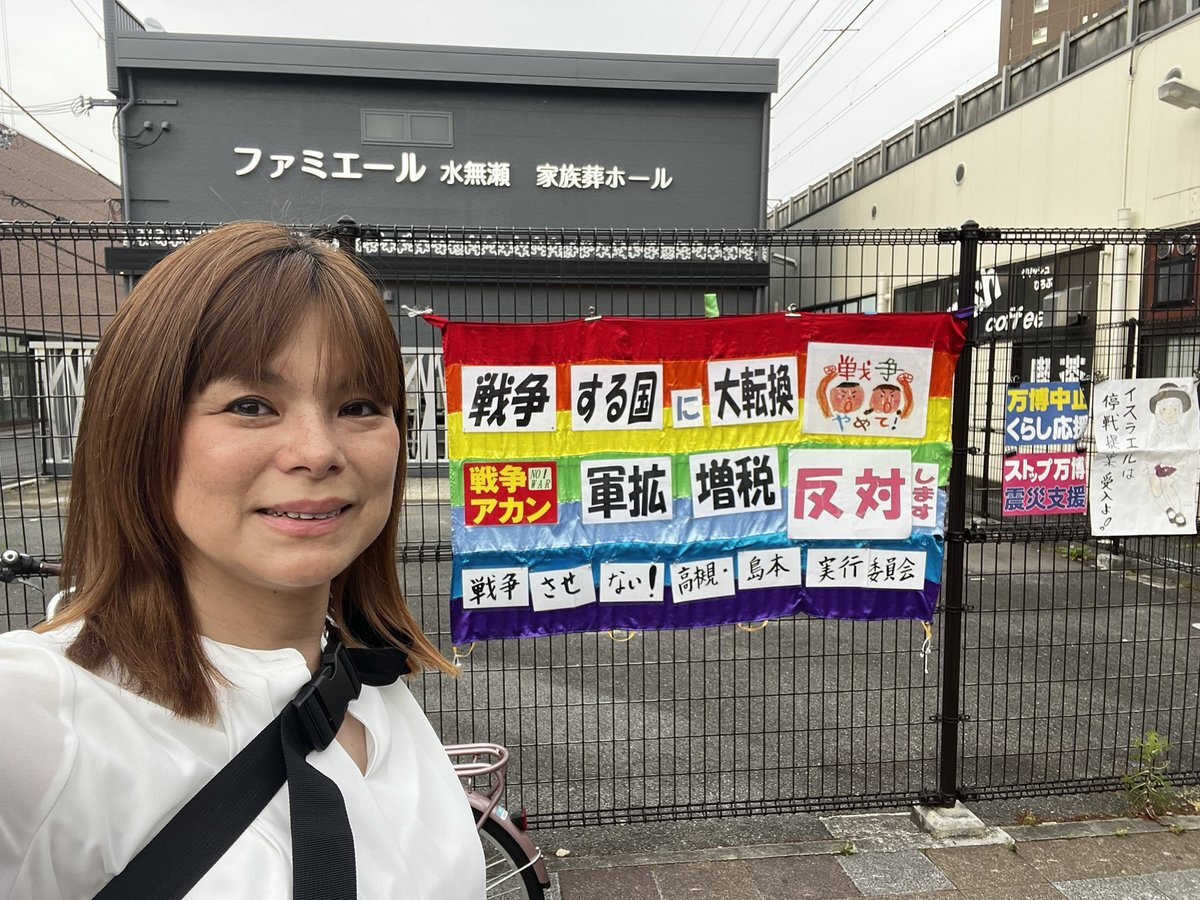 ファミエール 水無瀬 家族葬ホール
戦争する国に大転換
戦争
やめて!
戦争
アカン
NO!
WAR
軍拡増税反対します
戦争させない!高槻・島本実行委員会
coffee
万博中止
くらし応援
ストップ万博
震災支援
イスラエルは
停戦提案受入よ!